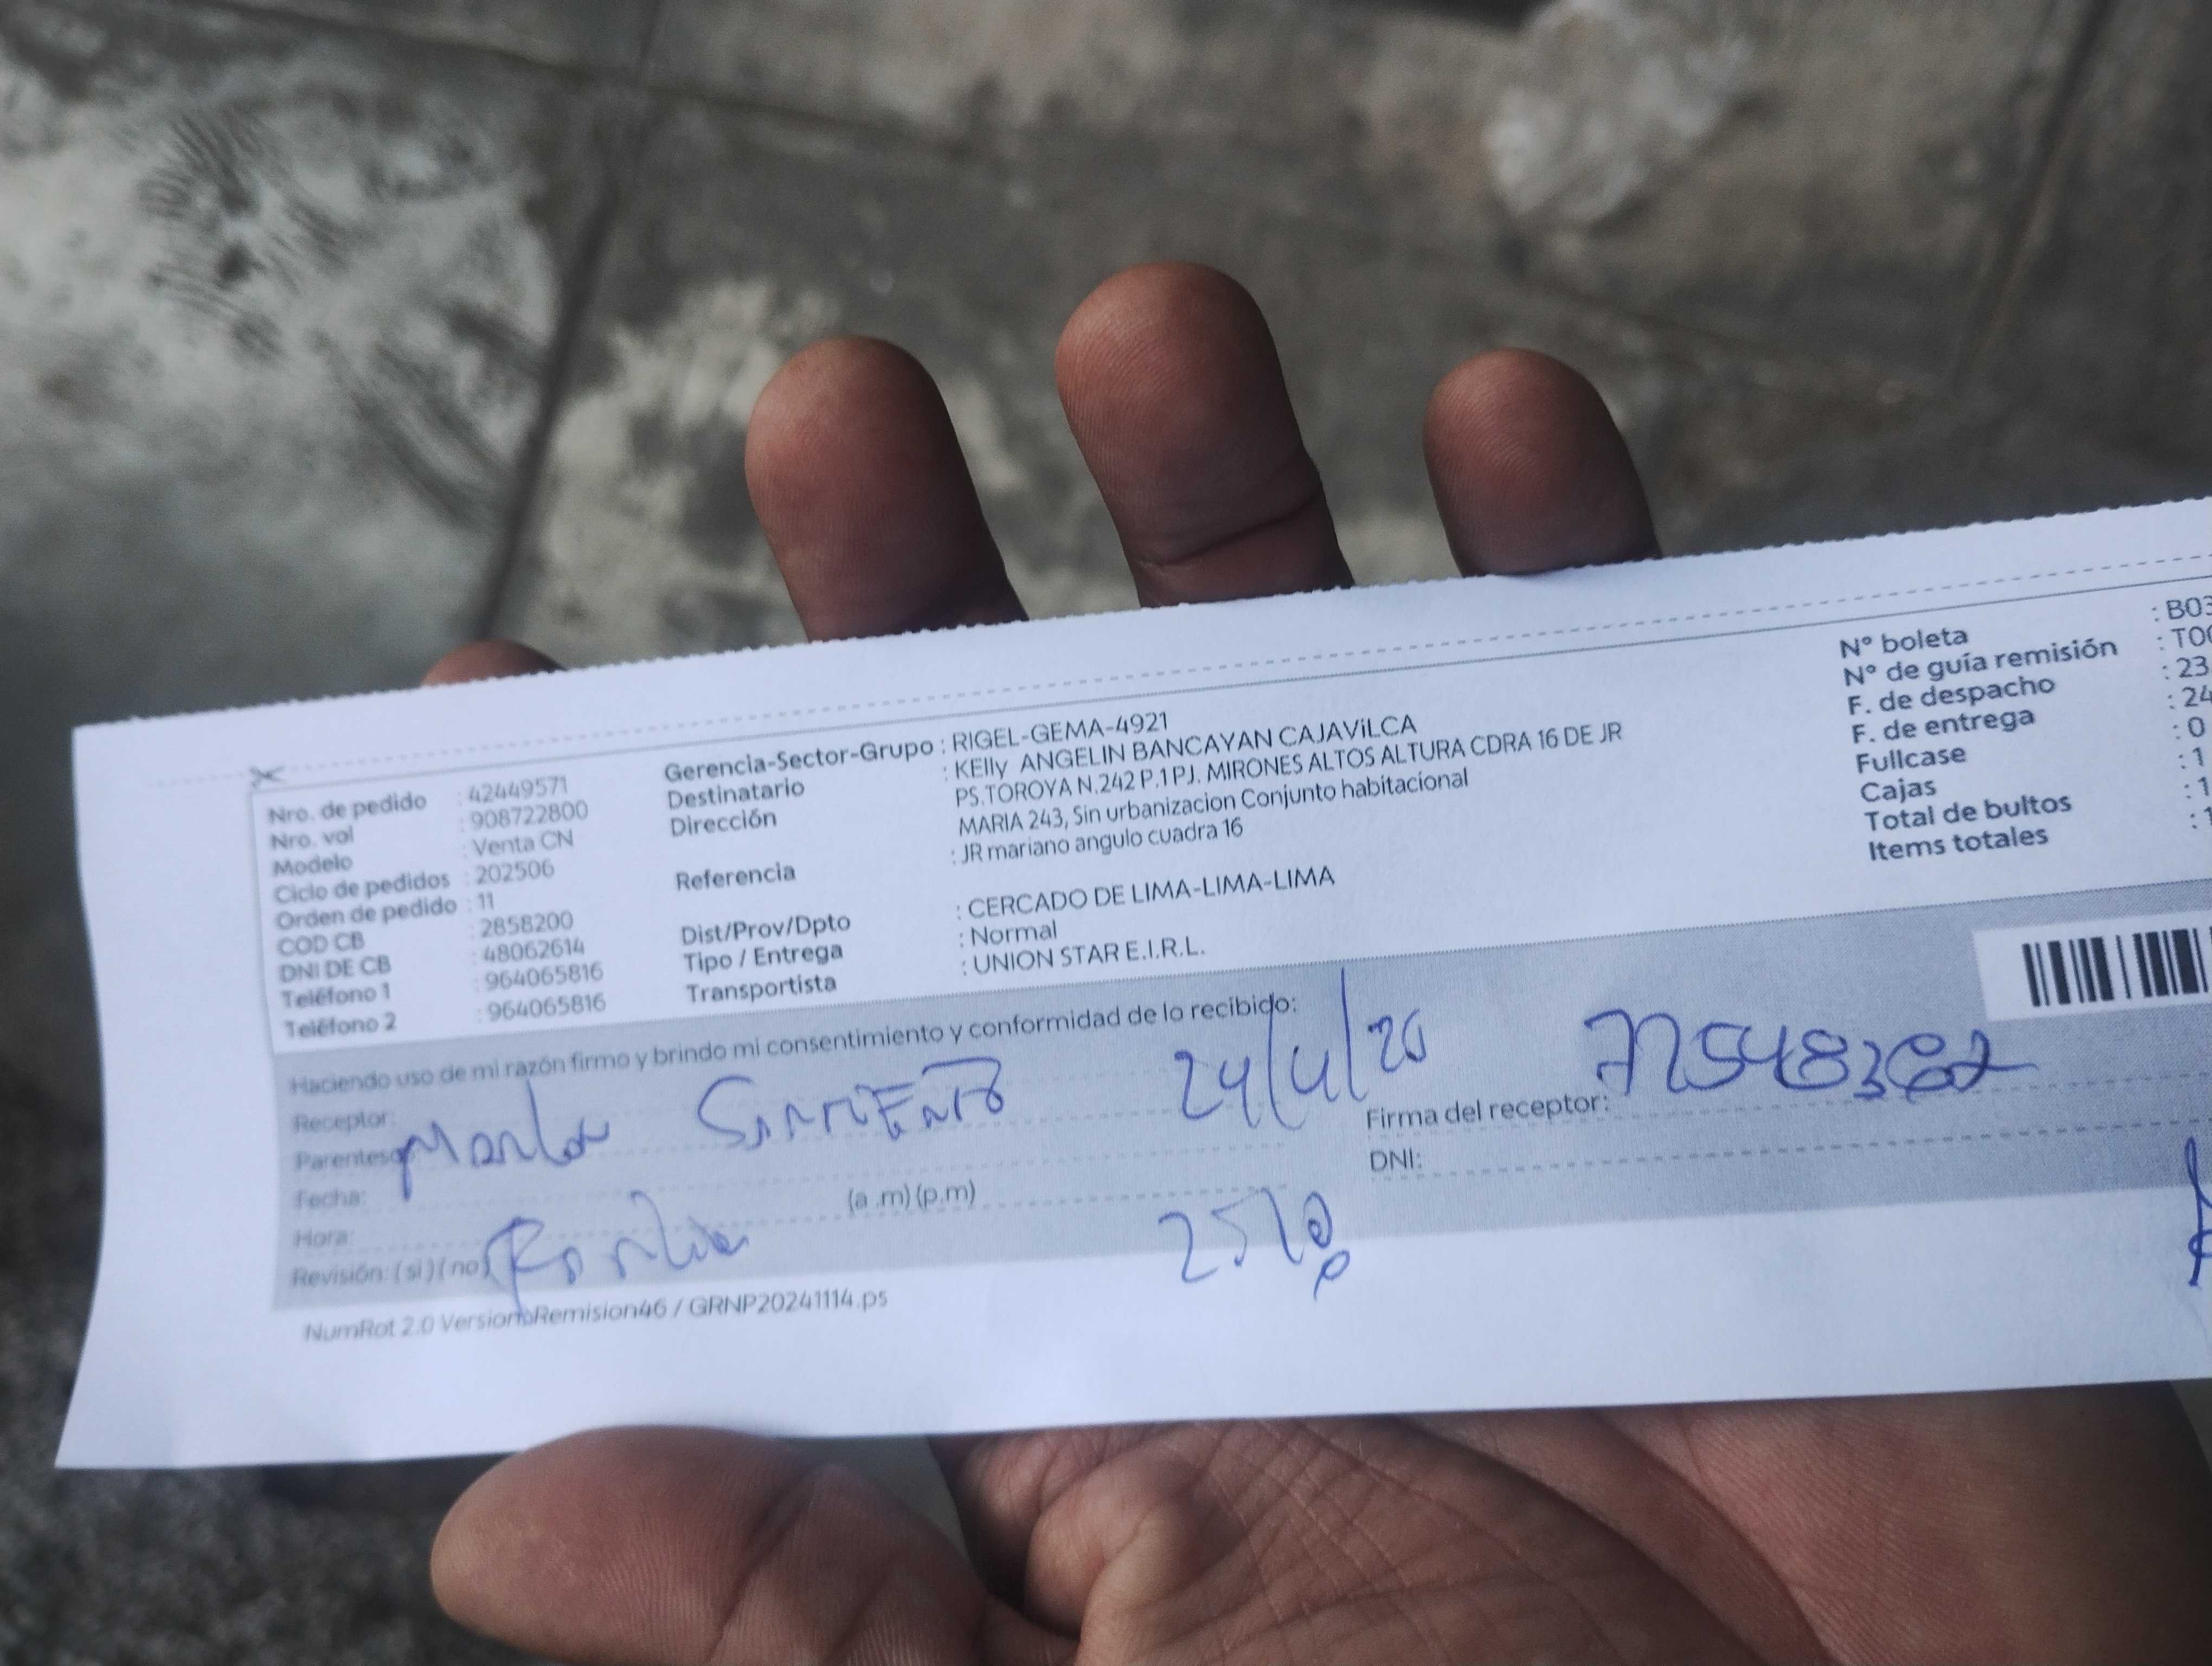 Nro. de pedido : 42449571
Nro. vol : 908722800
Modelo : Venta CN
Ciclo de pedidos : 202506
Orden de pedido : 11
COD CB : 2858200
DNI DE CB : 48062614
Teléfono 1 : 964065816
Teléfono 2 : 964065816
Gerencia-Sector-Grupo : RIGEL-GEMA-4921
Destinatario : KElly ANGELIN BANCAYAN CAJAViLCA
Dirección PS.TOROYA N.242 P.1 PJ. MIRONES ALTOS ALTURA CDRA 16 DE JR
MARIA 243, Sin urbanizacion Conjunto habitacional
Referencia : JR mariano angulo cuadra 16
Dist/Prov/Dpto : CERCADO DE LIMA-LIMA-LIMA
Tipo / Entrega : Normal
Transportista : UNION STAR E.I.R.L.
N° boleta : B03
N° de guía remisión : T00
F. de despacho : 23
F. de entrega : 24
Fullcase : 0
Cajas : 1
Total de bultos : 1
Items totales : 1
Haciendo uso de mi razón firmo y brindo mi consentimiento y conformidad de lo recibido:
Receptor:
SARMIENTO 24/4/
Parentesco
Fecha:
Hora: (a .m) (p.m)
Revisión: ( si ) ( no )
Firma del receptor:
DNI:
NumRot 2.0 Version Remision46 / GRNP20241114.ps